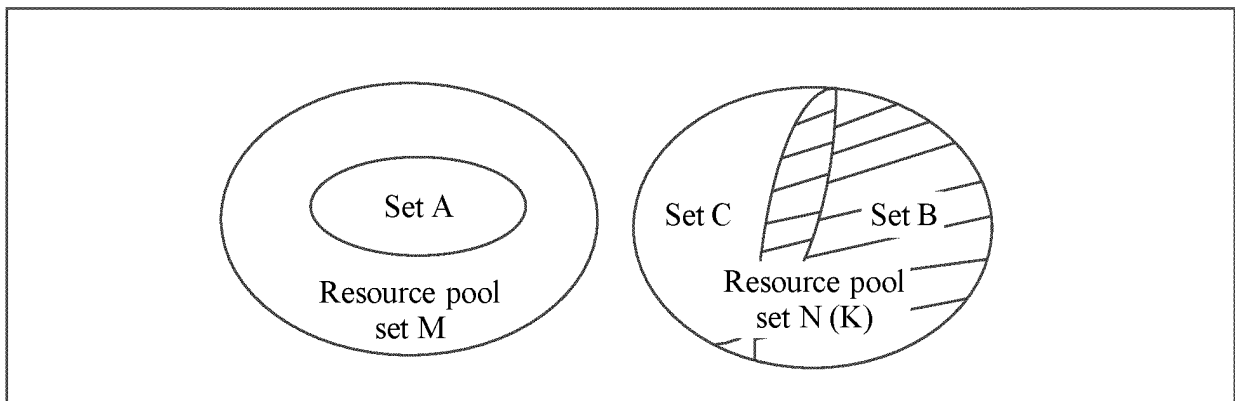 Set A
Resource pool
set M
Set C
Set B
Resource pool
set N (K)